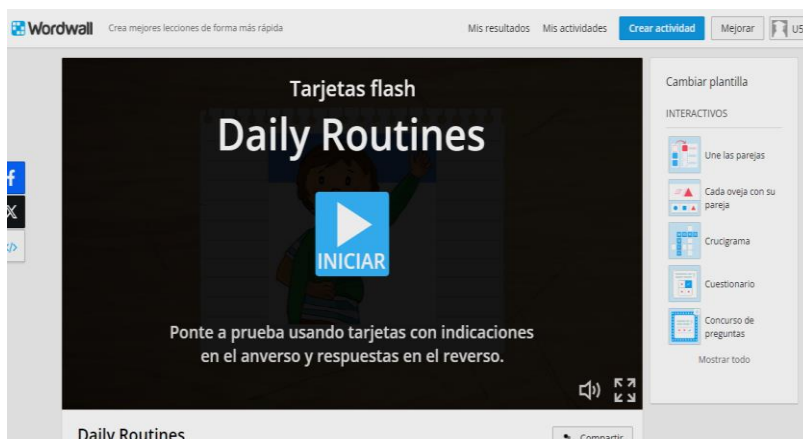 Wordwall
Crea mejores lecciones de forma más rápida
Mis resultados
Mis actividades
Crear actividad
Mejorar
Tarjetas flash
Daily Routines
INICIAR
Ponte a prueba usando tarjetas con indicaciones
en el anverso y respuestas en el reverso.
Cambiar plantilla
INTERACTIVOS
Une las parejas
Cada oveja con su
pareja
Crucigrama
Cuestionario
Concurso de
preguntas
Mostrar todo
Daily Routines
Compartir